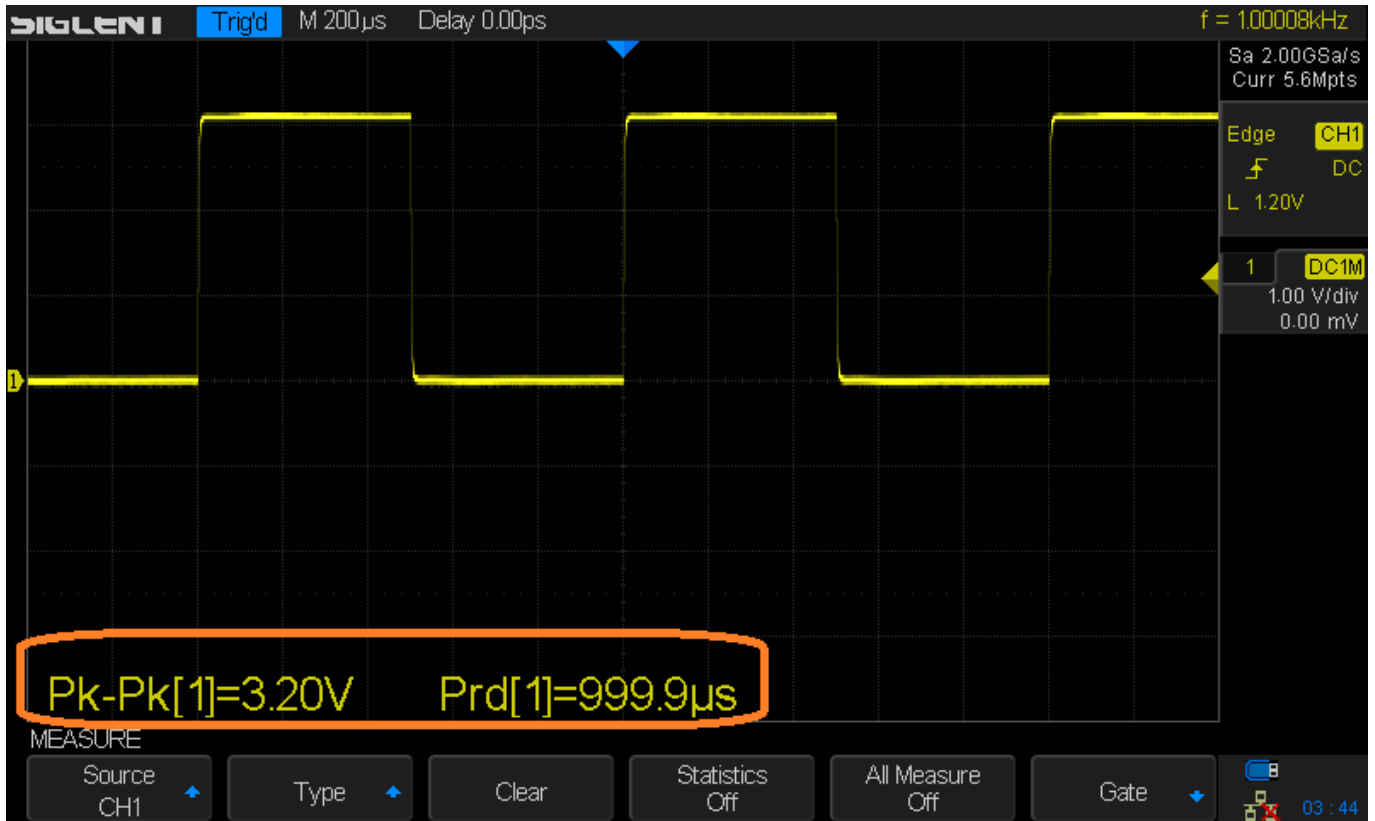 SIGLENT Trig'd M 200µs Delay 0.00ps f = 1.00008kHz
Sa 2.00GSa/s
Curr 5.6Mpts
Edge CH1
DC
L 1.20V
1 DC1M
1.00 V/div
0.00 mV
1
Pk-Pk[1]=3.20V Prd[1]=999.9µs
MEASURE
Source
CH1
Type
Clear
Statistics
Off
All Measure
Off
Gate
03 : 44